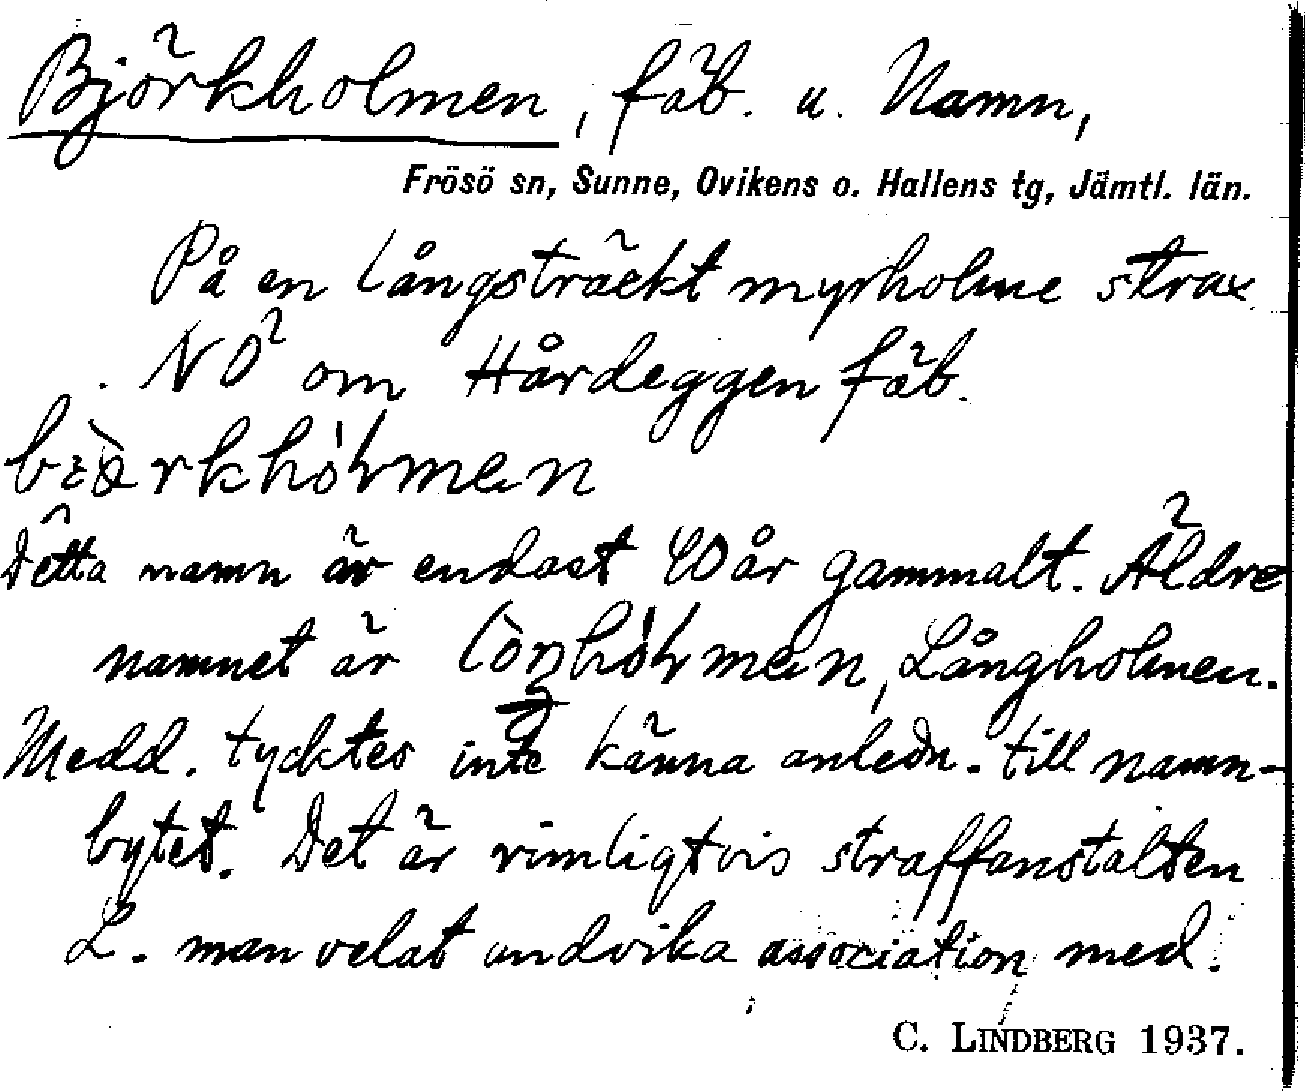 Björkholmen, fäb. u. Namn,
Frösö sn, Sunne, Ovikens o. Hallens tg, Jämtl. län.
På en långsträckt myrholme strax
NO om Hårdeggen fäb.
Detta namn är endast 40 år gammalt. Äldre
namnet är , Långholmen.
Medd. tycktes inte känna anledn. till namn-
bytet. Det är rimligtvis straffanstalten
L. man velat undvika association med.
C. LINDBERG 1937.